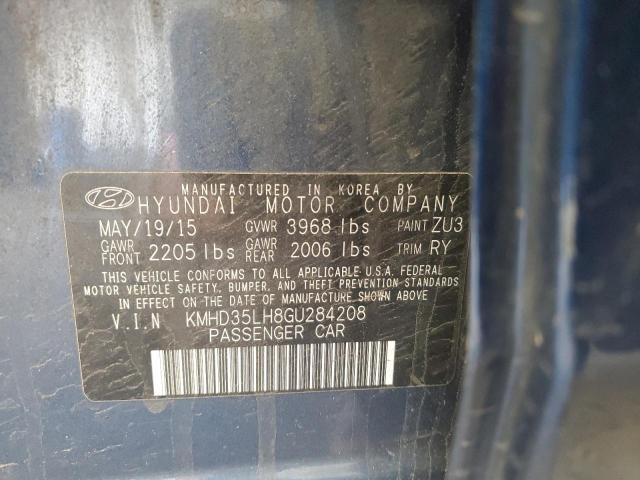 MANUFACTURED IN KOREA BY
HYUNDAI MOTOR COMPANY
MAY/19/15 GVWR 3968 lbs PAINT ZU3
GAWR FRONT 2205 lbs GAWR REAR 2006 lbs TRIM RY
THIS VEHICLE CONFORMS TO ALL APPLICABLE U.S.A. FEDERAL
MOTOR VEHICLE SAFETY, BUMPER, AND THEFT PREVENTION STANDARDS
IN EFFECT ON THE DATE OF MANUFACTURE SHOWN ABOVE.
V.I.N KMHD35LH8GU284208
PASSENGER CAR